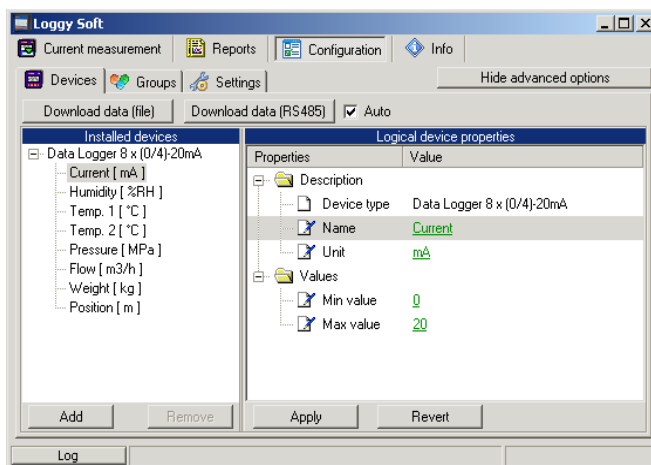 Loggy Soft
Current measurement Reports Configuration Info
Devices Groups Settings Hide advanced options
Download data (file) Download data (RS485) Auto
Installed devices Logical device properties
Data Logger 8 x (0/4)-20mA
Current [ mA ]
Humidity [ %RH ]
Temp. 1 [ °C ]
Temp. 2 [ °C ]
Pressure [ MPa ]
Flow [ m3/h ]
Weight [ kg ]
Position [ m ]
Properties Value
Description
Device type Data Logger 8 x (0/4)-20mA
Name Current
Unit mA
Values
Min value 0
Max value 20
Add Remove Apply Revert
Log